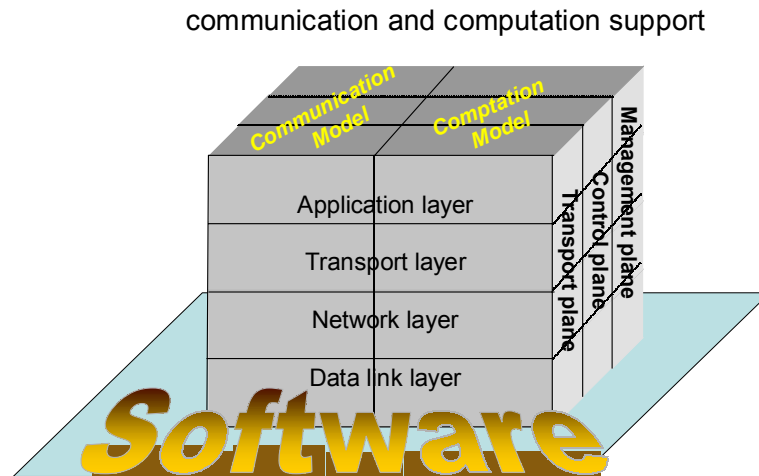 communication and computation support
Communication
Model
Comptation
Model
Application layer
Transport layer
Network layer
Data link layer
Transport plane
Control plane
Management plane
Software